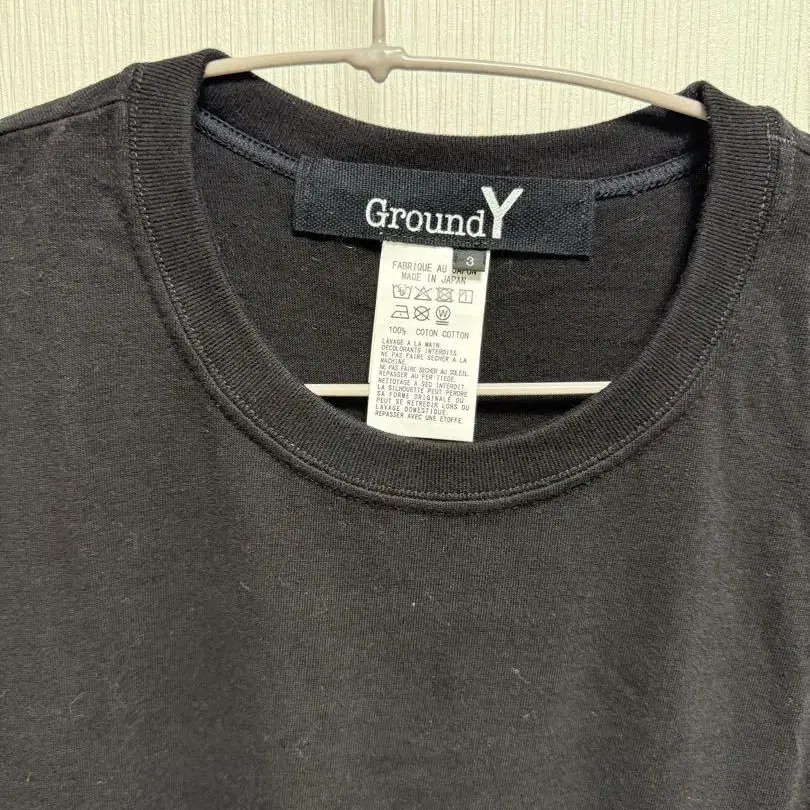 Ground Y
3
FABRIQUE AU JAPON
MADE IN JAPAN
100% COTON COTTON
LAVAGE A LA MAIN.
DECOLORANTS INTERDITS.
NE PAS FAIRE SECHER A LA
MACHINE.
NE PAS FAIRE SECHER AU SOLEIL.
REPASSER AU FER TIEDE.
NETTOYAGE A SEC INTERDIT.
LA SILHOUETTE PEUT PERDRE
SA FORME ORIGINALE OU
PEUT SE RETRECIR LORS DU
LAVAGE DOMESTIQUE.
REPASSER AVEC UNE ETOFFE.